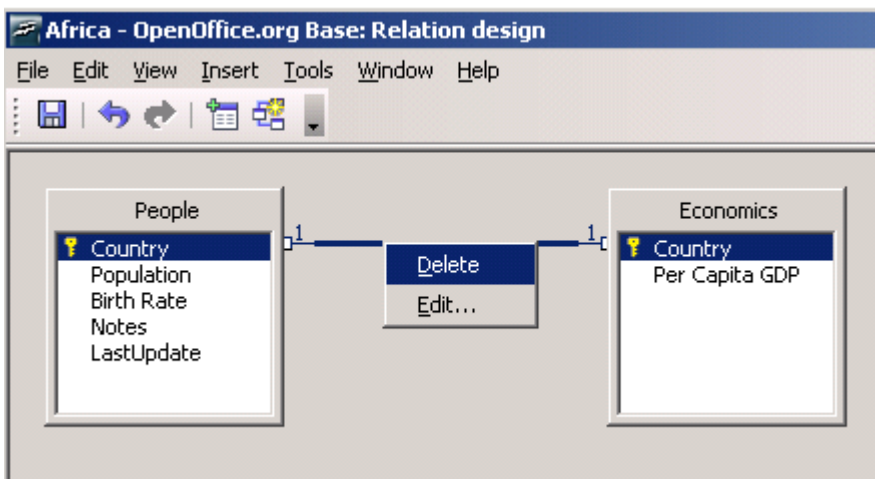 Africa - OpenOffice.org Base: Relation design
File Edit View Insert Tools Window Help
People
Country
Population
Birth Rate
Notes
LastUpdate
1
Delete
Edit...
1
Economics
Country
Per Capita GDP